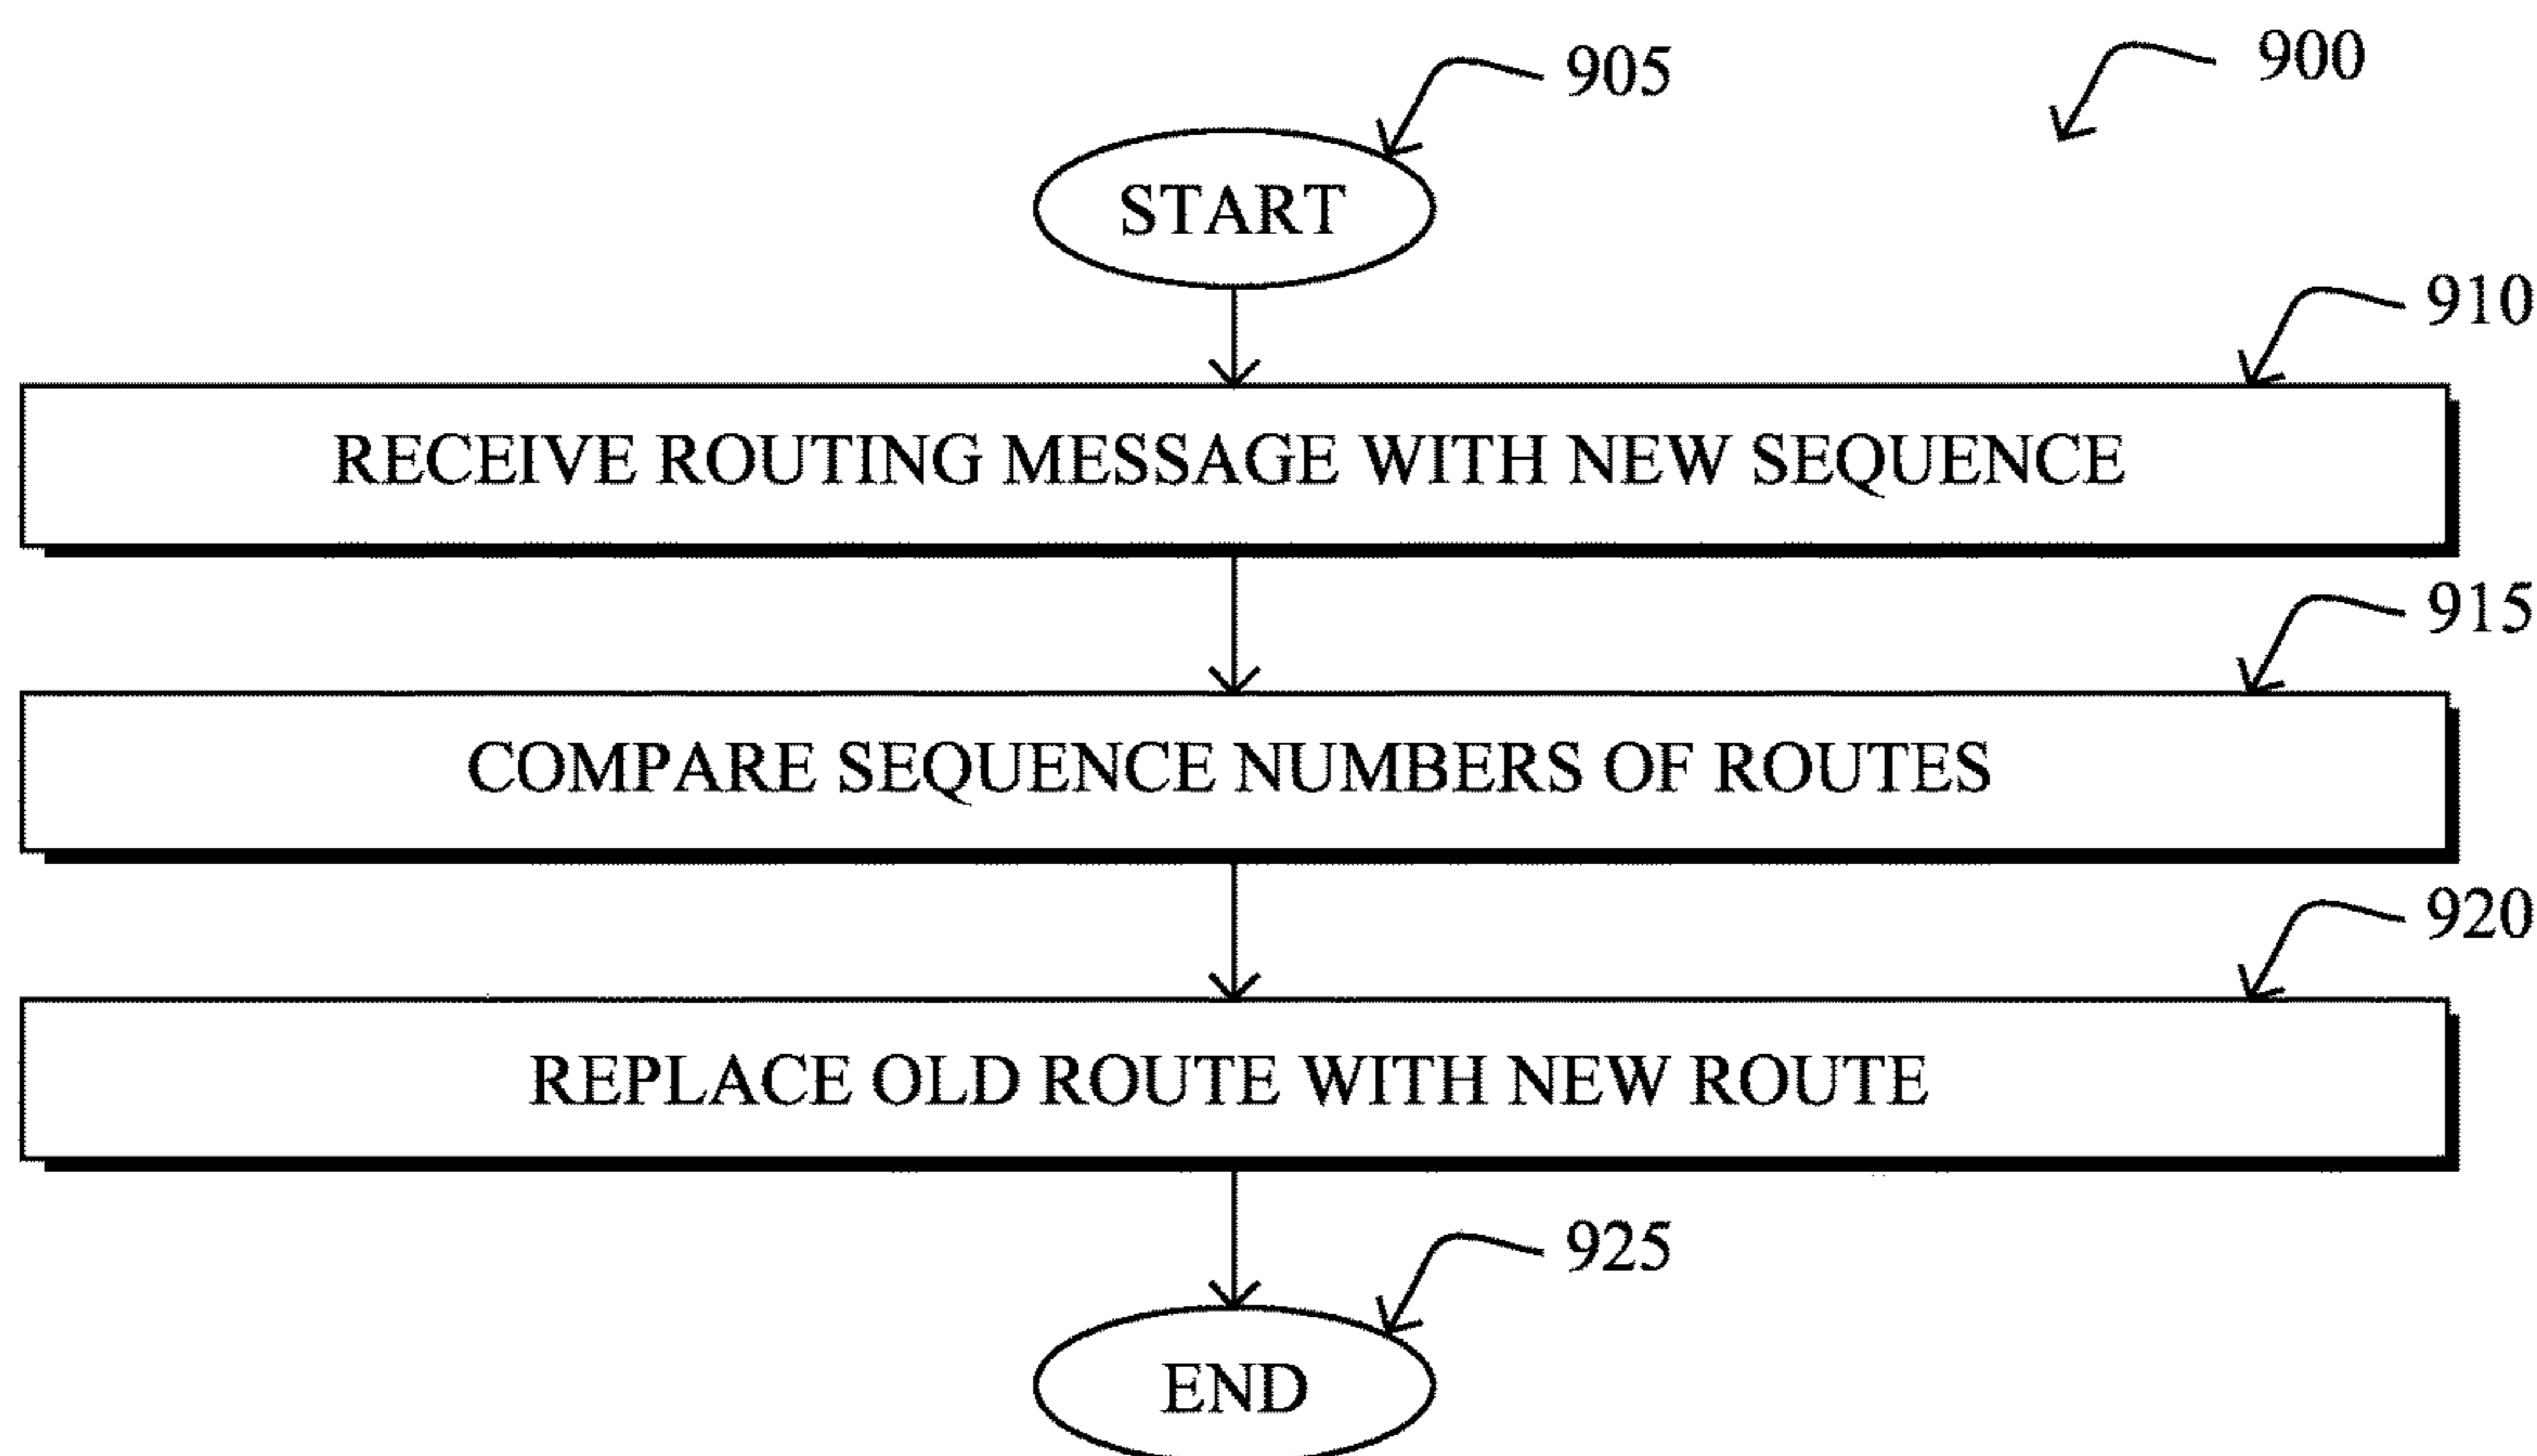 905
900
START
910
RECEIVE ROUTING MESSAGE WITH NEW SEQUENCE
915
COMPARE SEQUENCE NUMBERS OF ROUTES
920
REPLACE OLD ROUTE WITH NEW ROUTE
925
END